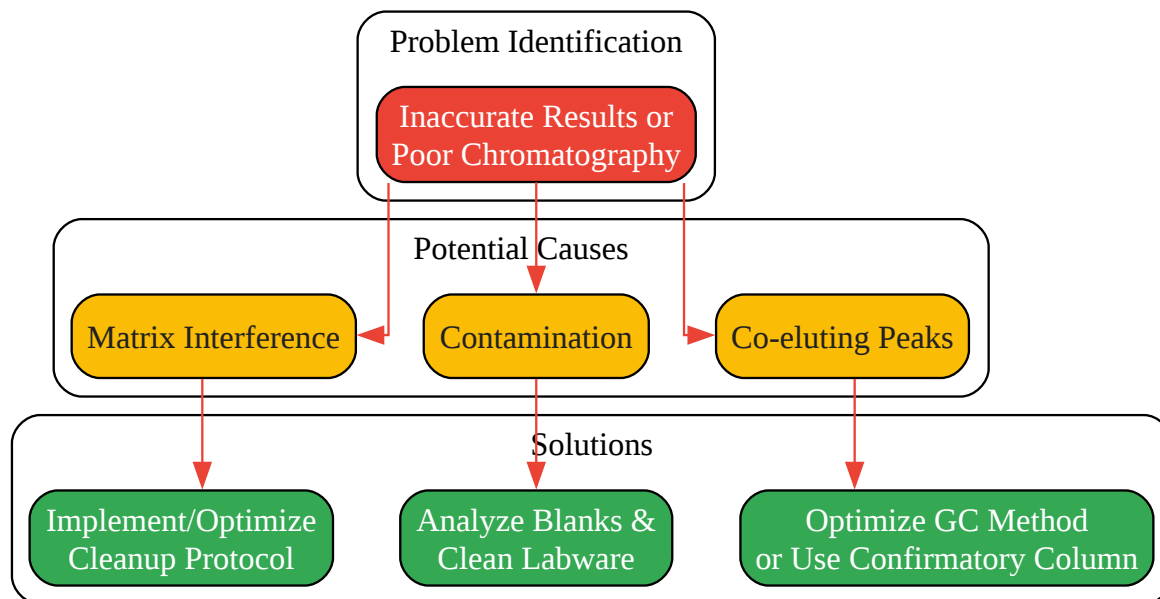 Problem Identification
Inaccurate Results or
Poor Chromatography
Potential Causes
Matrix Interference
Contamination
Co-eluting Peaks
Solutions
Implement/Optimize
Cleanup Protocol
Analyze Blanks &
Clean Labware
Optimize GC Method
or Use Confirmatory Column